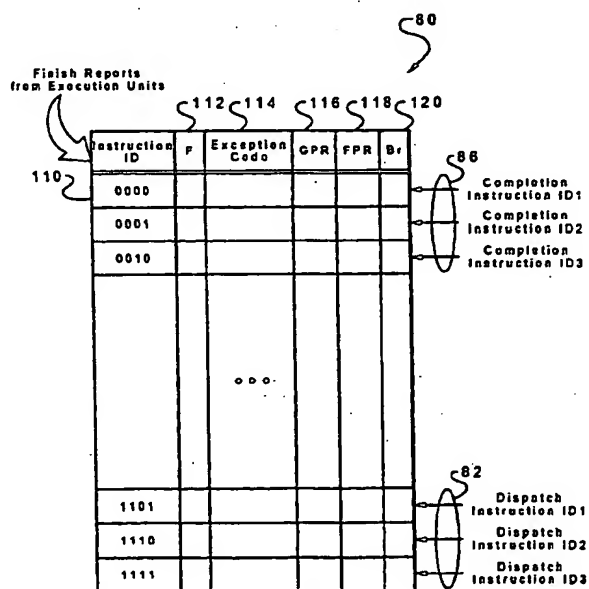 80
Finish Reports
from Execution Units
112 114 116 118 120
Instruction ID F Exception Code GPR FPR Br
110
0000
0001
0010
86
Completion
Instruction ID1
Completion
Instruction ID2
Completion
Instruction ID3
82
1101
1110
1111
Dispatch
Instruction ID1
Dispatch
Instruction ID2
Dispatch
Instruction ID3